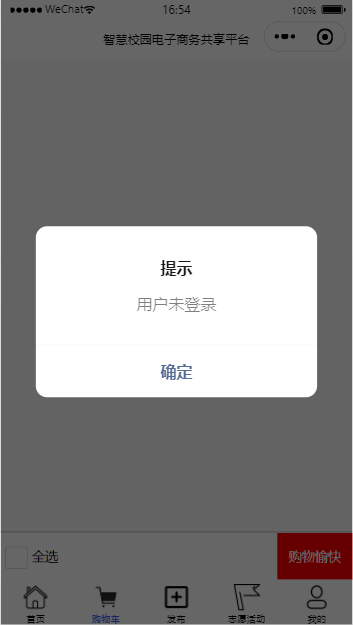 WeChat 16:54 100%
智慧校园电子商务共享平台
提示
用户未登录
确定
全选 购物愉快
首页 购物车 发布 志愿活动 我的